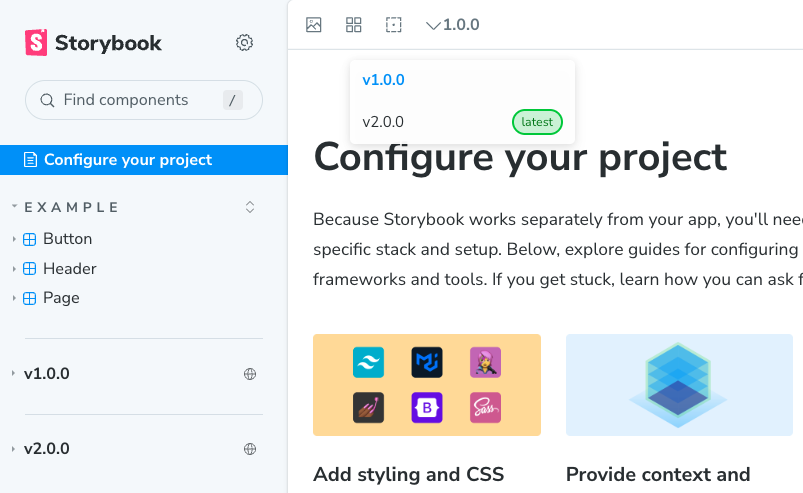 Storybook
Find components /
Configure your project
EXAMPLE
Button
Header
Page
v1.0.0
v2.0.0
1.0.0
v1.0.0
v2.0.0 latest
Configure your project
Because Storybook works separately from your app, you'll nee
specific stack and setup. Below, explore guides for configuring
frameworks and tools. If you get stuck, learn how you can ask f
B
Sass
Add styling and CSS
Provide context and